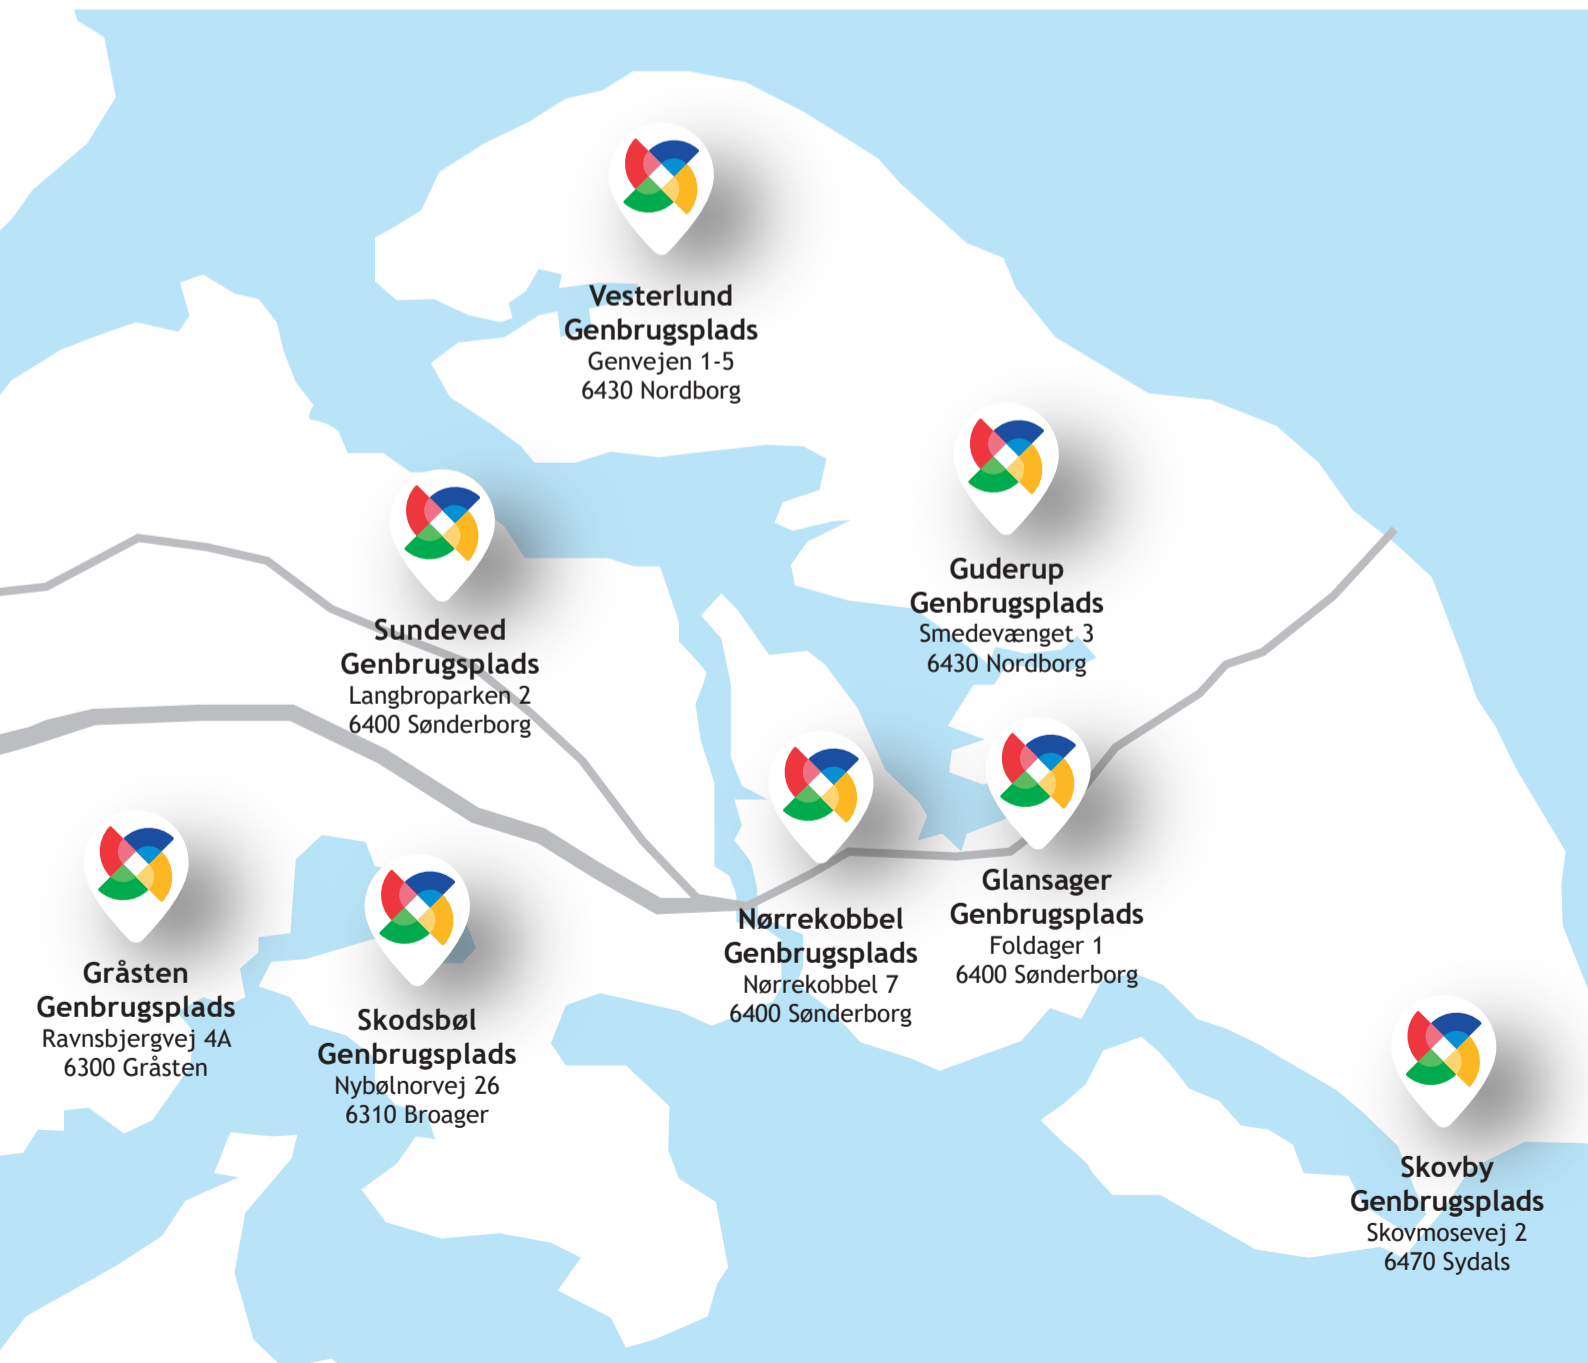 Vesterlund
Genbrugsplads
Genvejen 1-5
6430 Nordborg
Guderup
Genbrugsplads
Smedevænget 3
6430 Nordborg
Sundeved
Genbrugsplads
Langbroparken 2
6400 Sønderborg
Glansager
Genbrugsplads
Foldager 1
6400 Sønderborg
Nørrekobbel
Genbrugsplads
Nørrekobbel 7
6400 Sønderborg
Gråsten
Genbrugsplads
Ravnsbjergvej 4A
6300 Gråsten
Skodsbøl
Genbrugsplads
Nybølnorvej 26
6310 Broager
Skovby
Genbrugsplads
Skovmosevej 2
6470 Sydals